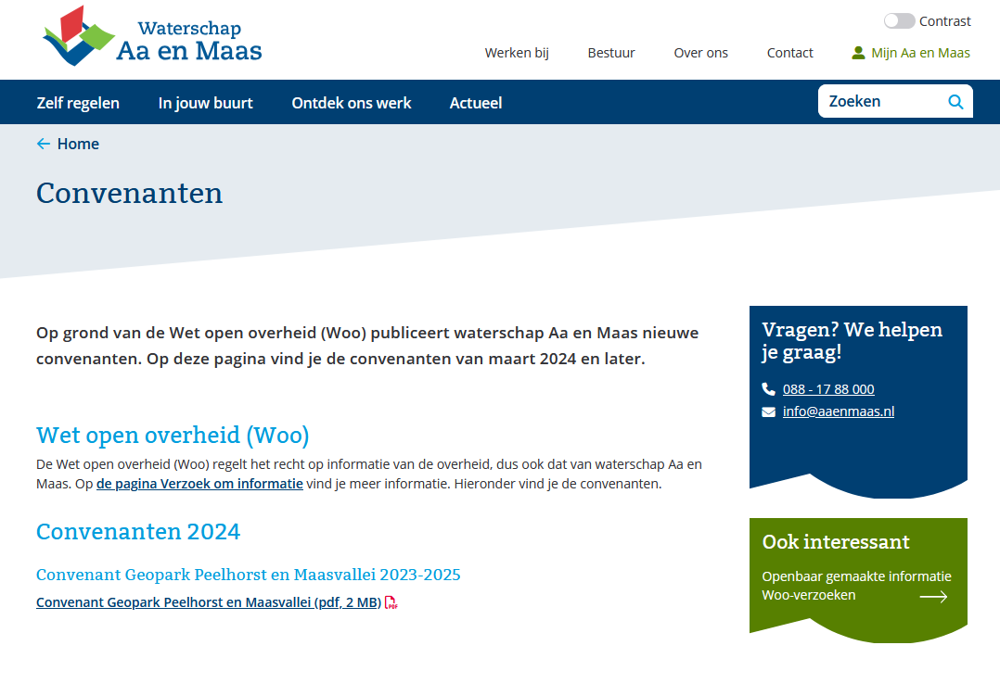 Waterschap
Aa en Maas
Contrast
Werken bij Bestuur Over ons Contact Mijn Aa en Maas
Zelf regelen In jouw buurt Ontdek ons werk Actueel Zoeken
Home
Convenanten
Op grond van de Wet open overheid (Woo) publiceert waterschap Aa en Maas nieuwe
convenanten. Op deze pagina vind je de convenanten van maart 2024 en later.
Wet open overheid (Woo)
De Wet open overheid (Woo) regelt het recht op informatie van de overheid, dus ook dat van waterschap Aa en
Maas. Op de pagina Verzoek om informatie vind je meer informatie. Hieronder vind je de convenanten.
Convenanten 2024
Convenant Geopark Peelhorst en Maasvallei 2023-2025
Convenant Geopark Peelhorst en Maasvallei (pdf, 2 MB) PDF
Vragen? We helpen
je graag!
088 - 17 88 000
info@aaenmaas.nl
Ook interessant
Openbaar gemaakte informatie
Woo-verzoeken